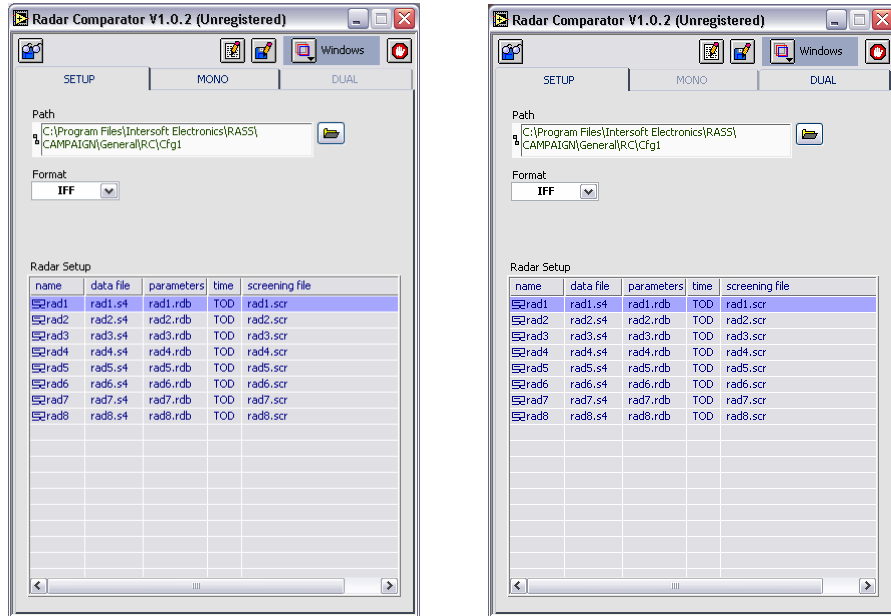 Radar Comparator V1.0.2 (Unregistered)
Windows
SETUP MONO DUAL
Path
C:\Program Files\Intersoft Electronics\RASS\
CAMPAIGN\General\RC\Cfg1
Format
IFF
Radar Setup
name data file parameters time screening file
rad1 rad1.s4 rad1.rdb TOD rad1.scr
rad2 rad2.s4 rad2.rdb TOD rad2.scr
rad3 rad3.s4 rad3.rdb TOD rad3.scr
rad4 rad4.s4 rad4.rdb TOD rad4.scr
rad5 rad5.s4 rad5.rdb TOD rad5.scr
rad6 rad6.s4 rad6.rdb TOD rad6.scr
rad7 rad7.s4 rad7.rdb TOD rad7.scr
rad8 rad8.s4 rad8.rdb TOD rad8.scr
Radar Comparator V1.0.2 (Unregistered)
Windows
SETUP MONO DUAL
Path
C:\Program Files\Intersoft Electronics\RASS\
CAMPAIGN\General\RC\Cfg1
Format
IFF
Radar Setup
name data file parameters time screening file
rad1 rad1.s4 rad1.rdb TOD rad1.scr
rad2 rad2.s4 rad2.rdb TOD rad2.scr
rad3 rad3.s4 rad3.rdb TOD rad3.scr
rad4 rad4.s4 rad4.rdb TOD rad4.scr
rad5 rad5.s4 rad5.rdb TOD rad5.scr
rad6 rad6.s4 rad6.rdb TOD rad6.scr
rad7 rad7.s4 rad7.rdb TOD rad7.scr
rad8 rad8.s4 rad8.rdb TOD rad8.scr